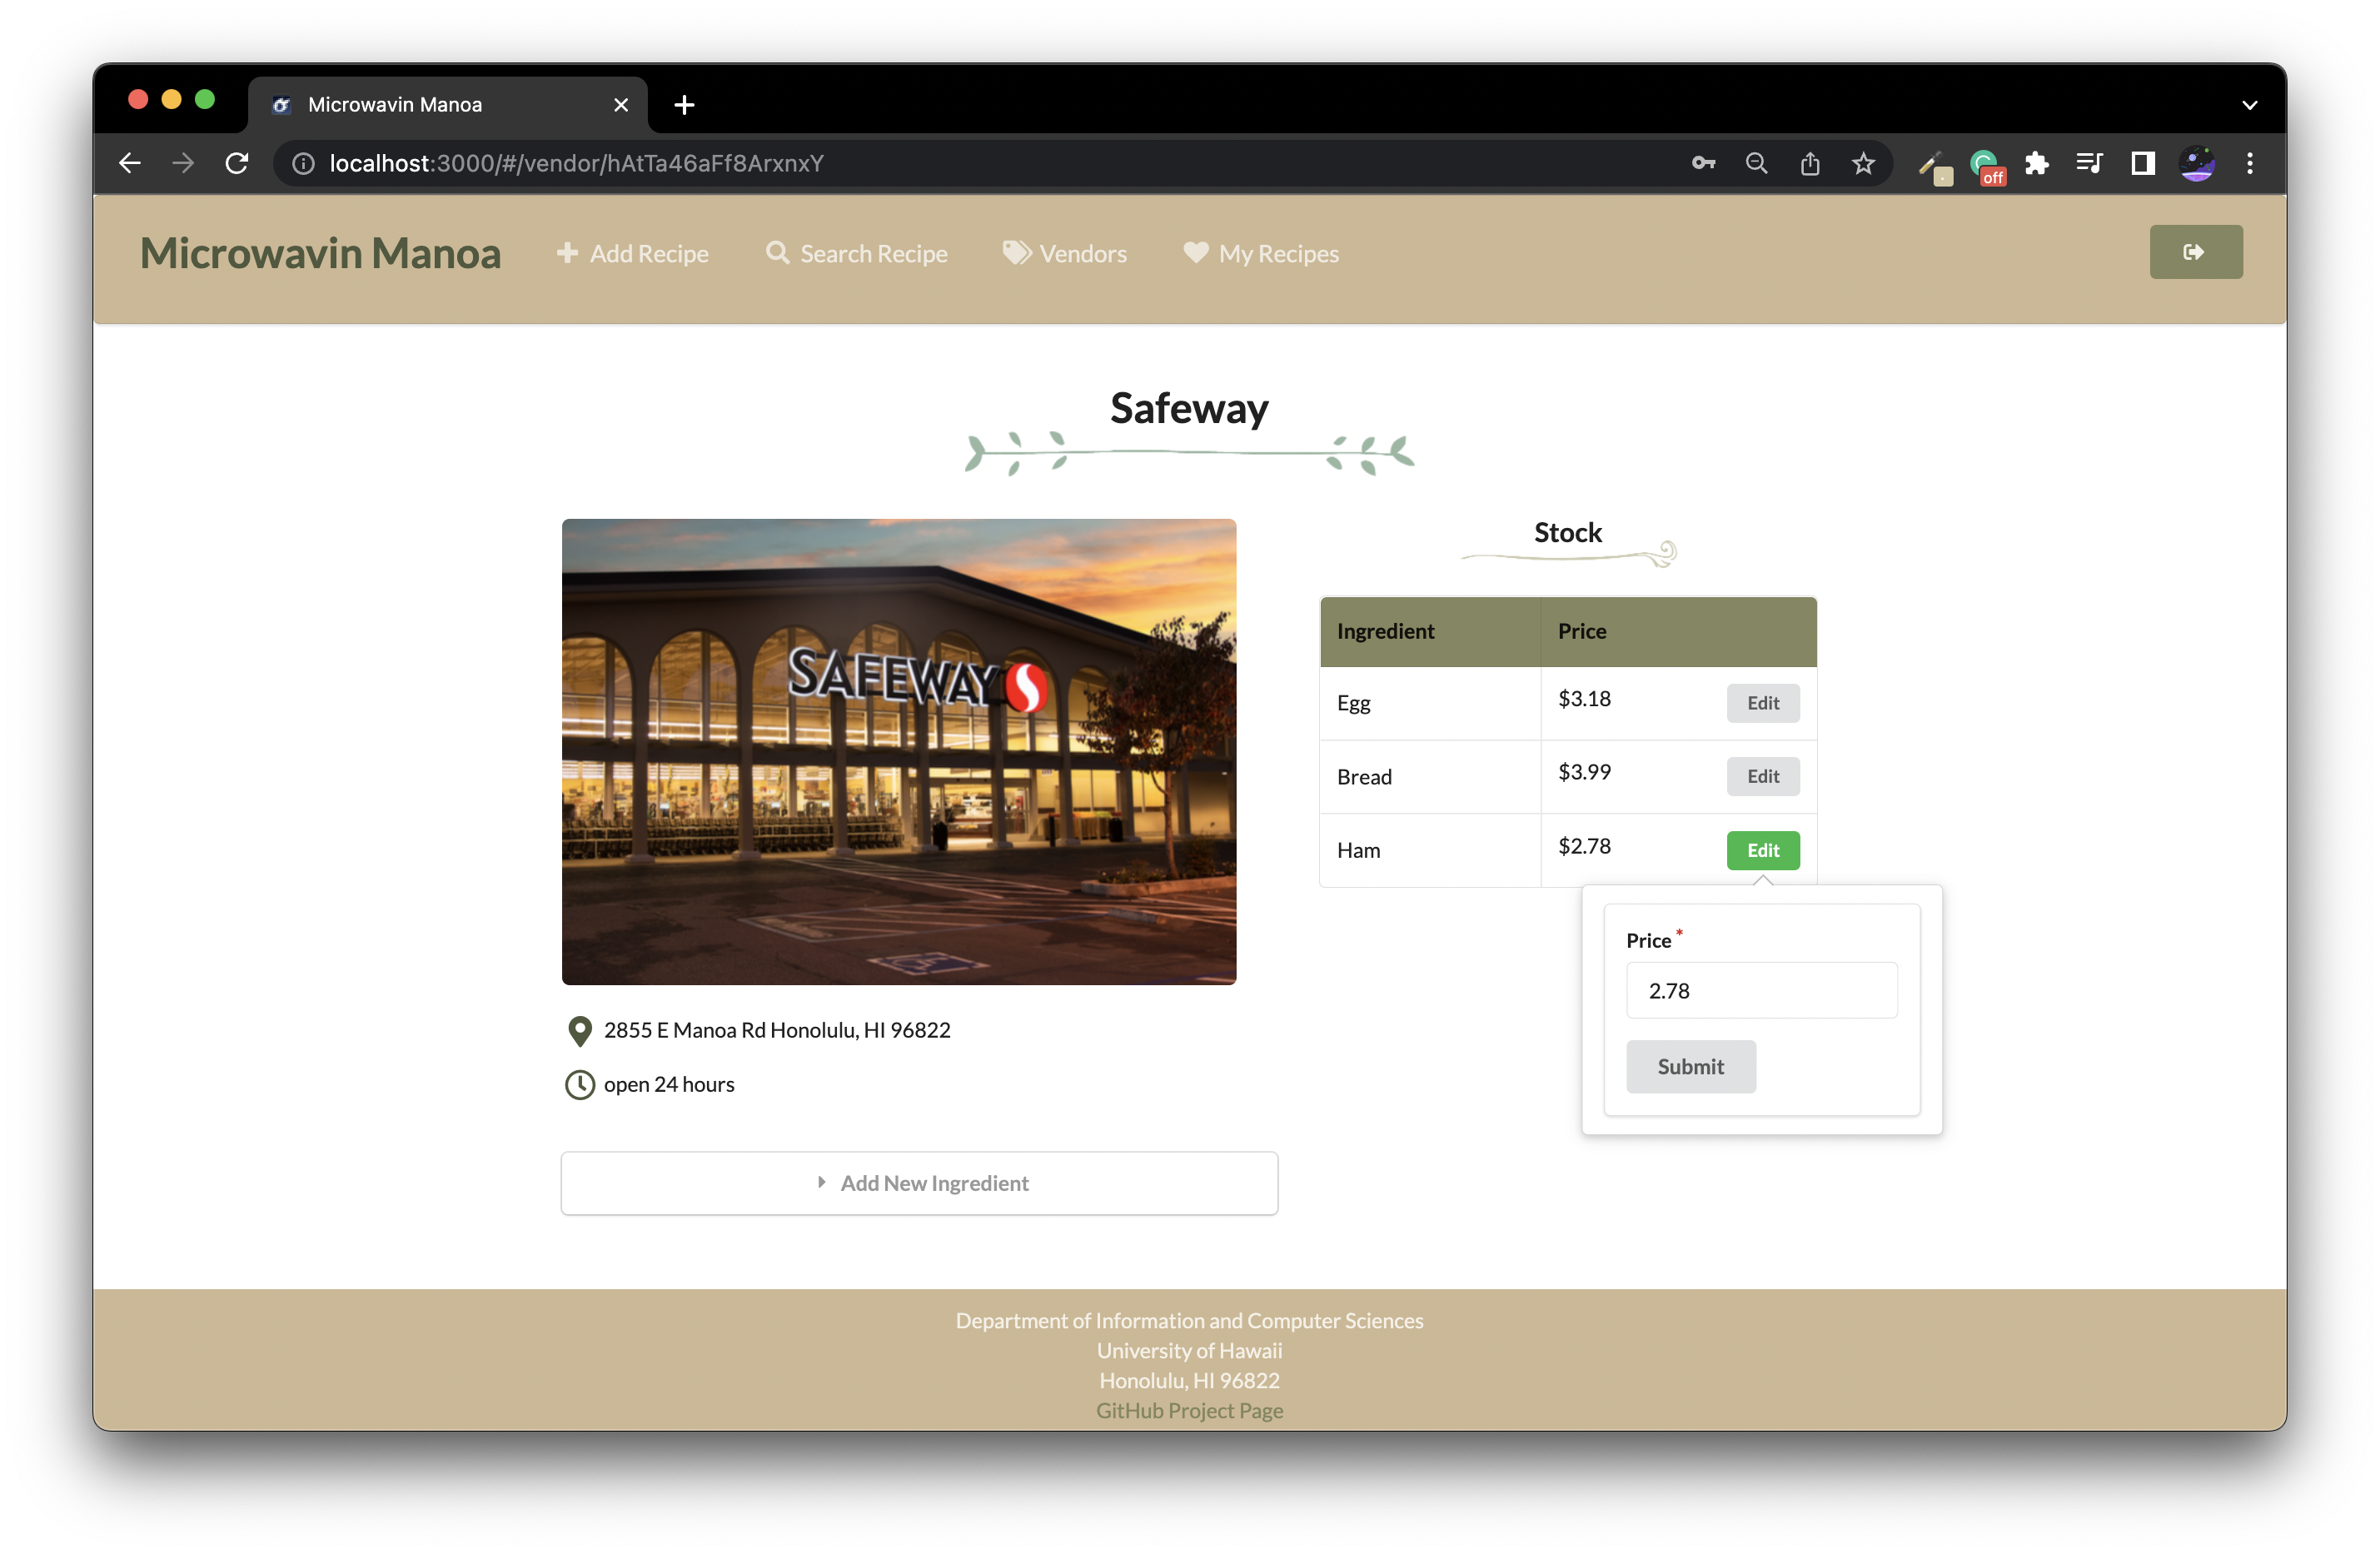 Microwavin Manoa
localhost:3000/#/vendor/hAtTa46aFf8ArxnxY
off
Microwavin Manoa
Add Recipe
Search Recipe
Vendors
My Recipes
Safeway
SAFEWAY
2855 E Manoa Rd Honolulu, HI 96822
open 24 hours
Add New Ingredient
Stock
Ingredient Price
Egg $3.18 Edit
Bread $3.99 Edit
Ham $2.78 Edit
Price *
2.78
Submit
Department of Information and Computer Sciences
University of Hawaii
Honolulu, HI 96822
GitHub Project Page